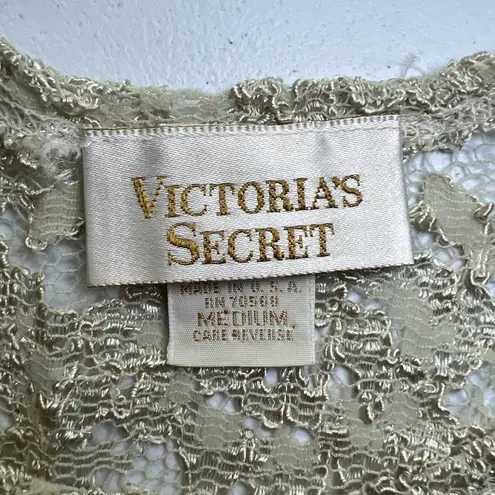 VICTORIA'S
SECRET
MADE IN U.S.A.
RN 70568
MEDIUM
CARE REVERSE